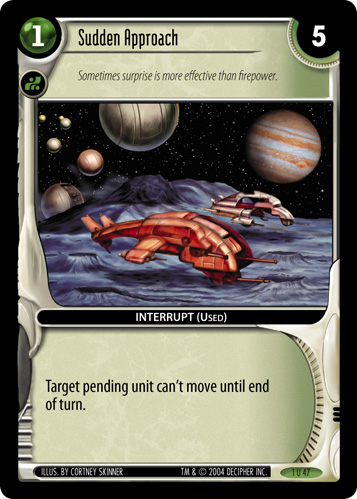 1
Sudden Approach
5
Sometimes surprise is more effective than firepower.
INTERRUPT (USED)
Target pending unit can't move until end
of turn.
ILLUS. BY CORTNEY SKINNER
TM & © 2004 DECIPHER INC.
1 U 47